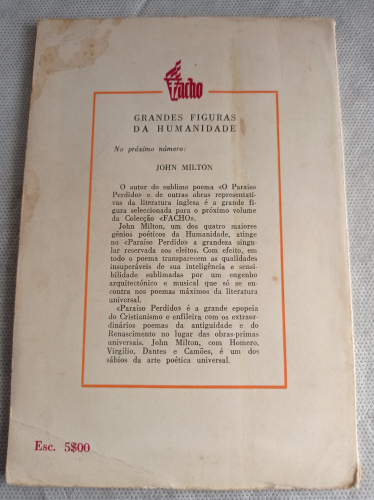 Facho
GRANDES FIGURAS
DA HUMANIDADE
No próximo número:
JOHN MILTON
O autor do sublime poema «O Paraíso
Perdido» e de outras obras representati-
vas da literatura inglesa é a grande fi-
gura seleccionada para o próximo volume
da Colecção «FACHO».
John Milton, um dos quatro maiores
génios poéticos da Humanidade, atinge
no «Paraíso Perdido» a grandeza singu-
lar reservada aos eleitos. Com efeito, em
todo o poema transparecem as qualidades
insuperáveis de sua inteligência e sensi-
bilidade sublimadas por um engenho
arquitectónico e musical que só se en-
contra nos poemas máximos da literatura
universal.
«Paraíso Perdido» é a grande epopeia
do Cristianismo e enfileira com os extraor-
dinários poemas da antiguidade e do
Renascimento no lugar das obras-primas
universais. John Milton, com Homero,
Virgílio, Dantes e Camões, é um dos
sábios da arte poética universal.
Esc. 5$00